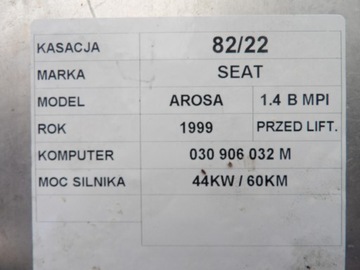 KASACJA 82/22
MARKA SEAT
MODEL AROSA 1.4 B MPI
ROK 1999 PRZED LIFT.
KOMPUTER 030 906 032 M
MOC SILNIKA 44KW / 60KM